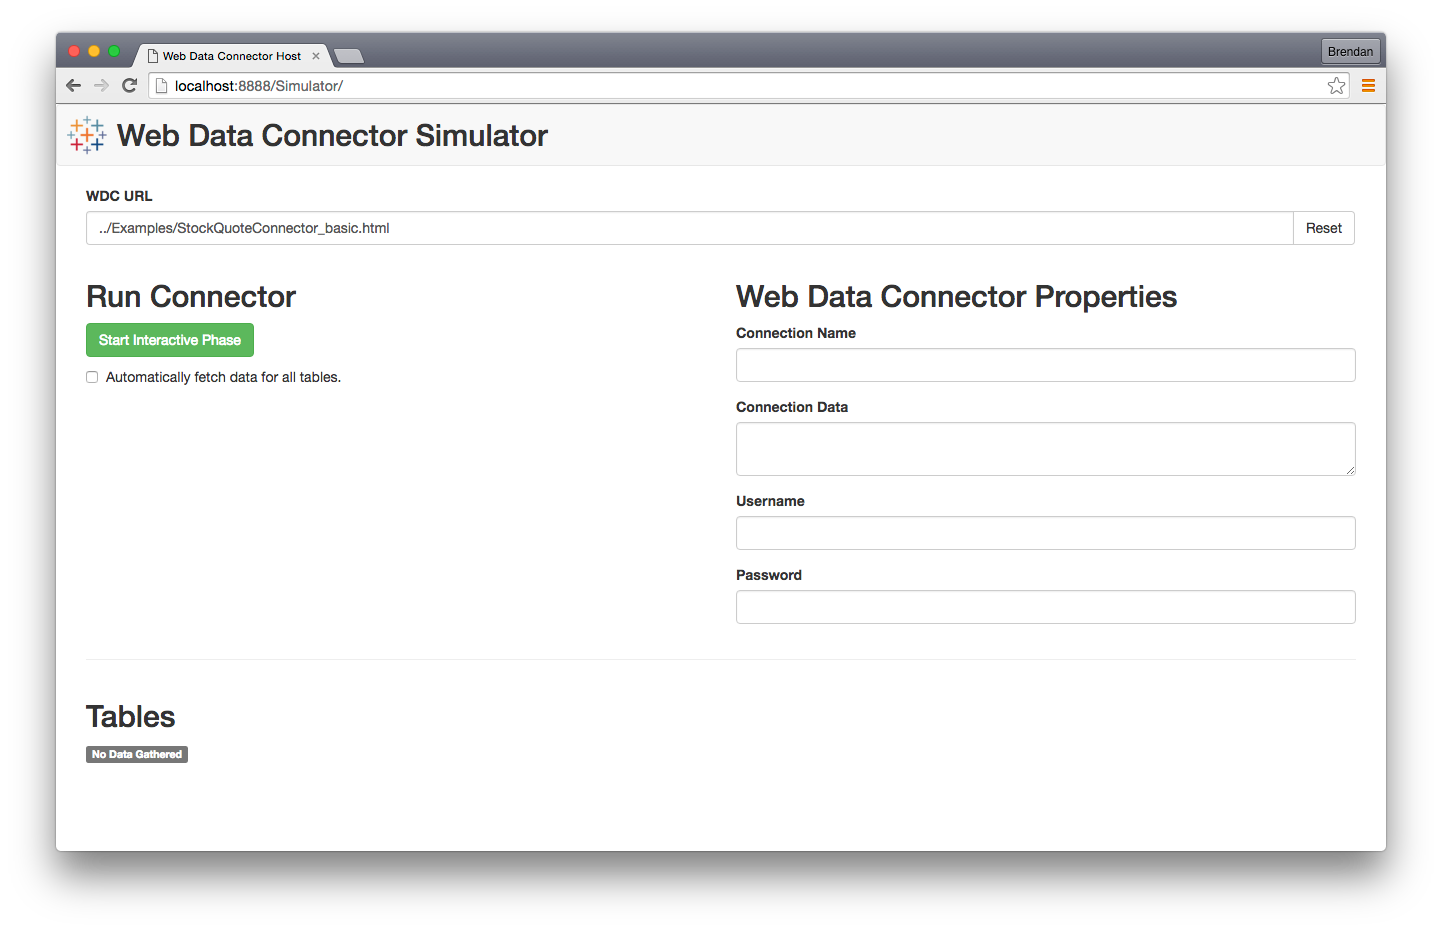 Web Data Connector Host
Brendan
localhost:8888/Simulator/
Web Data Connector Simulator
WDC URL
../Examples/StockQuoteConnector_basic.html
Reset
Run Connector
Start Interactive Phase
Automatically fetch data for all tables.
Web Data Connector Properties
Connection Name
Connection Data
Username
Password
Tables
No Data Gathered